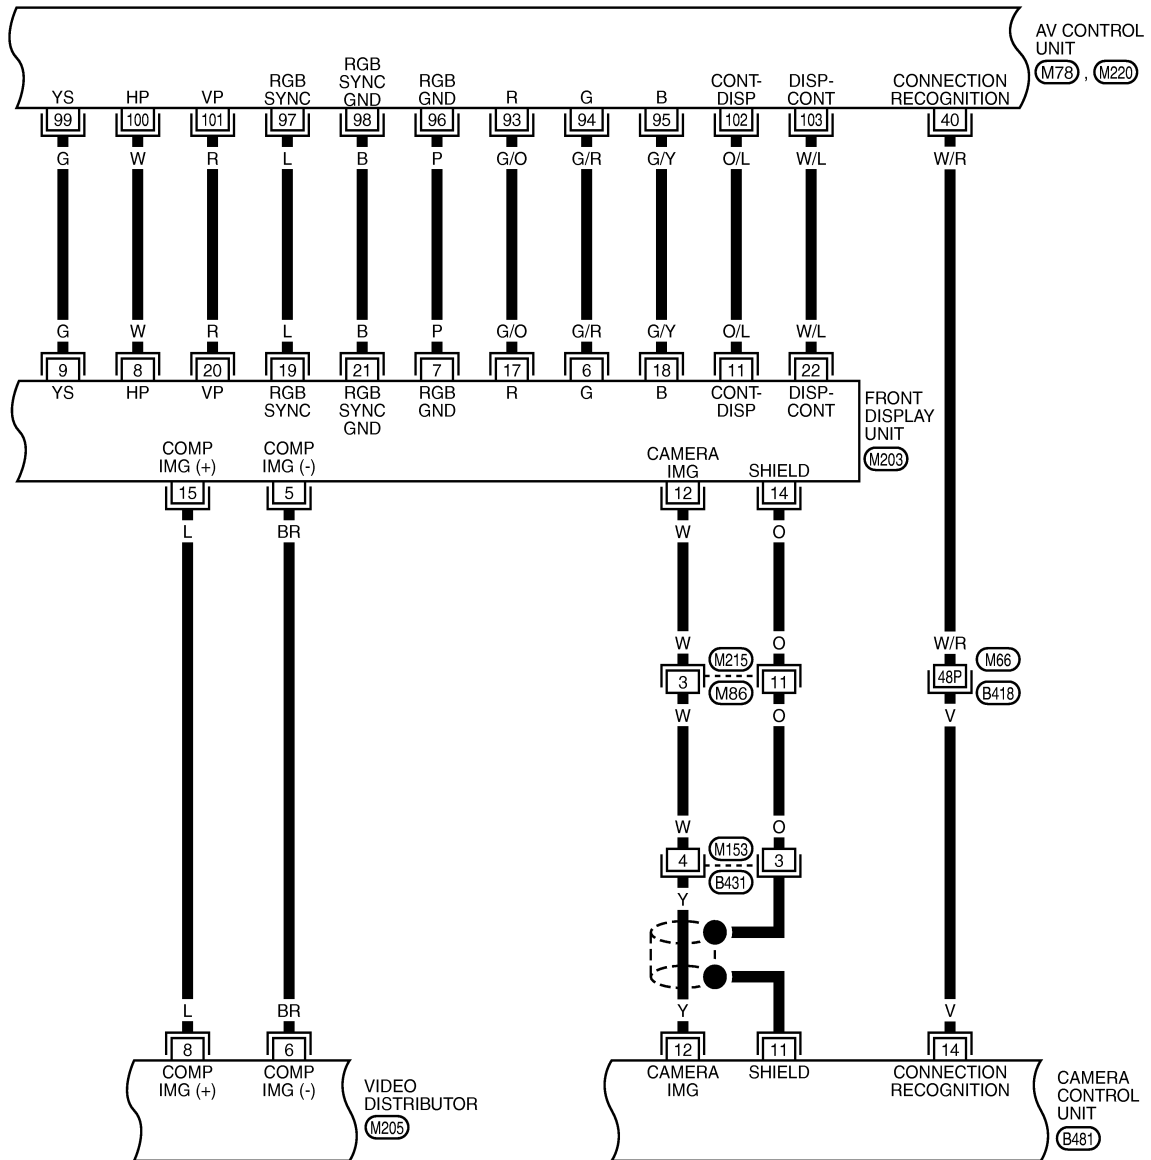 AV CONTROL
UNIT
M78 , M220
YS HP VP RGB SYNC RGB SYNC GND RGB GND R G B CONT-DISP DISP-CONT CONNECTION RECOGNITION
99 100 101 97 98 96 93 94 95 102 103 40
G W R L B P G/O G/R G/Y O/L W/L W/R
G W R L B P G/O G/R G/Y O/L W/L
9 8 20 19 21 7 17 6 18 11 22
YS HP VP RGB SYNC RGB SYNC GND RGB GND R G B CONT-DISP DISP-CONT
FRONT
DISPLAY
UNIT
M203
COMP IMG (+) COMP IMG (-) CAMERA IMG SHIELD
15 5 12 14
L BR W O
W O W/R
M215 M66
3 11 48P
M86 B418
W O V
W O
M153
4 3
B431
Y
L BR Y V
8 6 12 11 14
COMP IMG (+) COMP IMG (-) CAMERA IMG SHIELD CONNECTION RECOGNITION
VIDEO
DISTRIBUTOR
M205
CAMERA
CONTROL
UNIT
B481